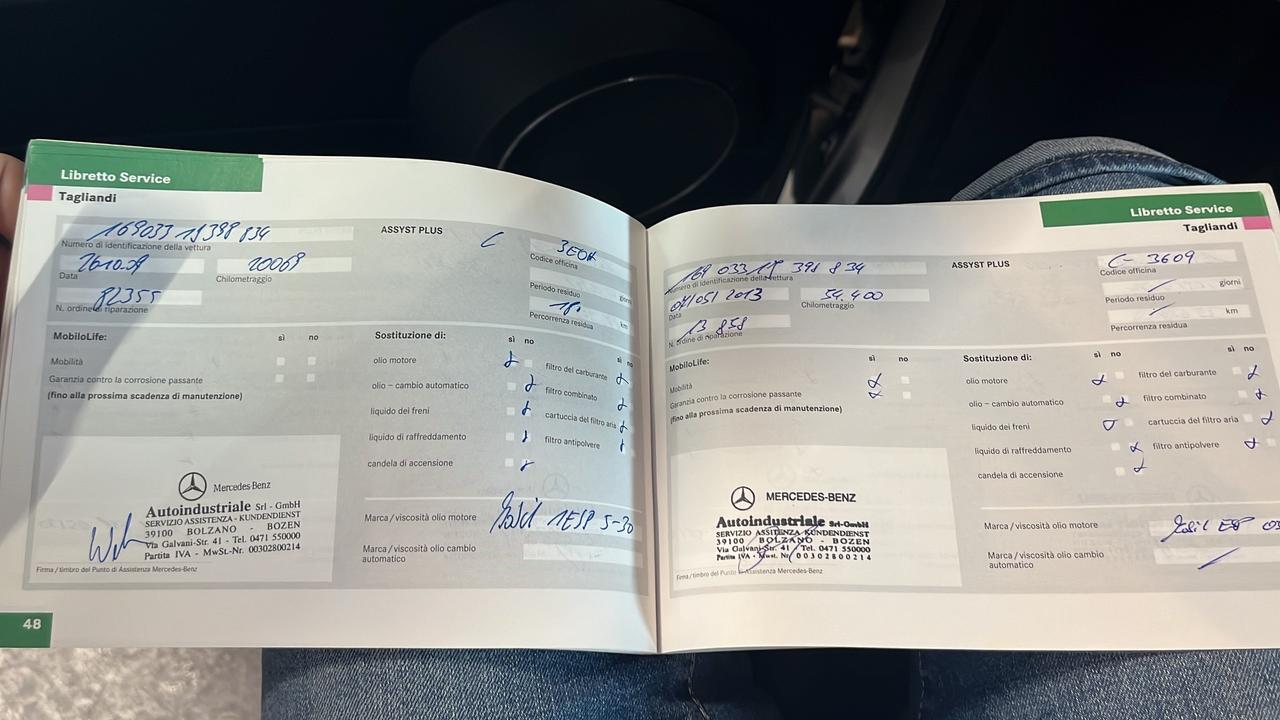 Libretto Service
Tagliandi
ASSYST PLUS
Numero di identificazione della vettura
Codice officina
20069
Data
Chilometraggio
Periodo residuo
giorni
82355
N. ordine di riparazione
Percorrenza residua
km
MobiloLife:
sì no
Mobilità
Garanzia contro la corrosione passante
(fino alla prossima scadenza di manutenzione)
Sostituzione di:
sì no
sì no
olio motore
filtro del carburante
olio – cambio automatico
filtro combinato
liquido dei freni
cartuccia del filtro aria
liquido di raffreddamento
filtro antipolvere
candela di accensione
Mercedes-Benz
Autoindustriale Srl - GmbH
SERVIZIO ASSISTENZA - KUNDENDIENST
39100 BOLZANO - BOZEN
Via Galvani-Str. 41 - Tel. 0471 550000
Partita IVA - MwSt.-Nr. 00302800214
Firma/timbro del Punto di Assistenza Mercedes-Benz
Marca/viscosità olio motore
5-30
Marca/viscosità olio cambio
automatico
48
Libretto Service
Tagliandi
ASSYST PLUS
C- 3609
Numero di identificazione della vettura
Codice officina
04/05/2013
54.400
Data
Chilometraggio
Periodo residuo
giorni
13 858
N. ordine di riparazione
Percorrenza residua
km
MobiloLife:
sì no
Mobilità
Garanzia contro la corrosione passante
(fino alla prossima scadenza di manutenzione)
Sostituzione di:
sì no
sì no
olio motore
filtro del carburante
olio – cambio automatico
filtro combinato
liquido dei freni
cartuccia del filtro aria
liquido di raffreddamento
filtro antipolvere
candela di accensione
MERCEDES-BENZ
Autoindustriale Srl-GmbH
SERVIZIO ASSISTENZA KUNDENDIENST
39100 BOLZANO - BOZEN
Via Galvani-Str. 41 / Tel. 0471 550000
Partita IVA - Mwst. Nr. 00302800214
Firma/timbro del Punto di Assistenza Mercedes-Benz
Marca/viscosità olio motore
Marca/viscosità olio cambio
automatico